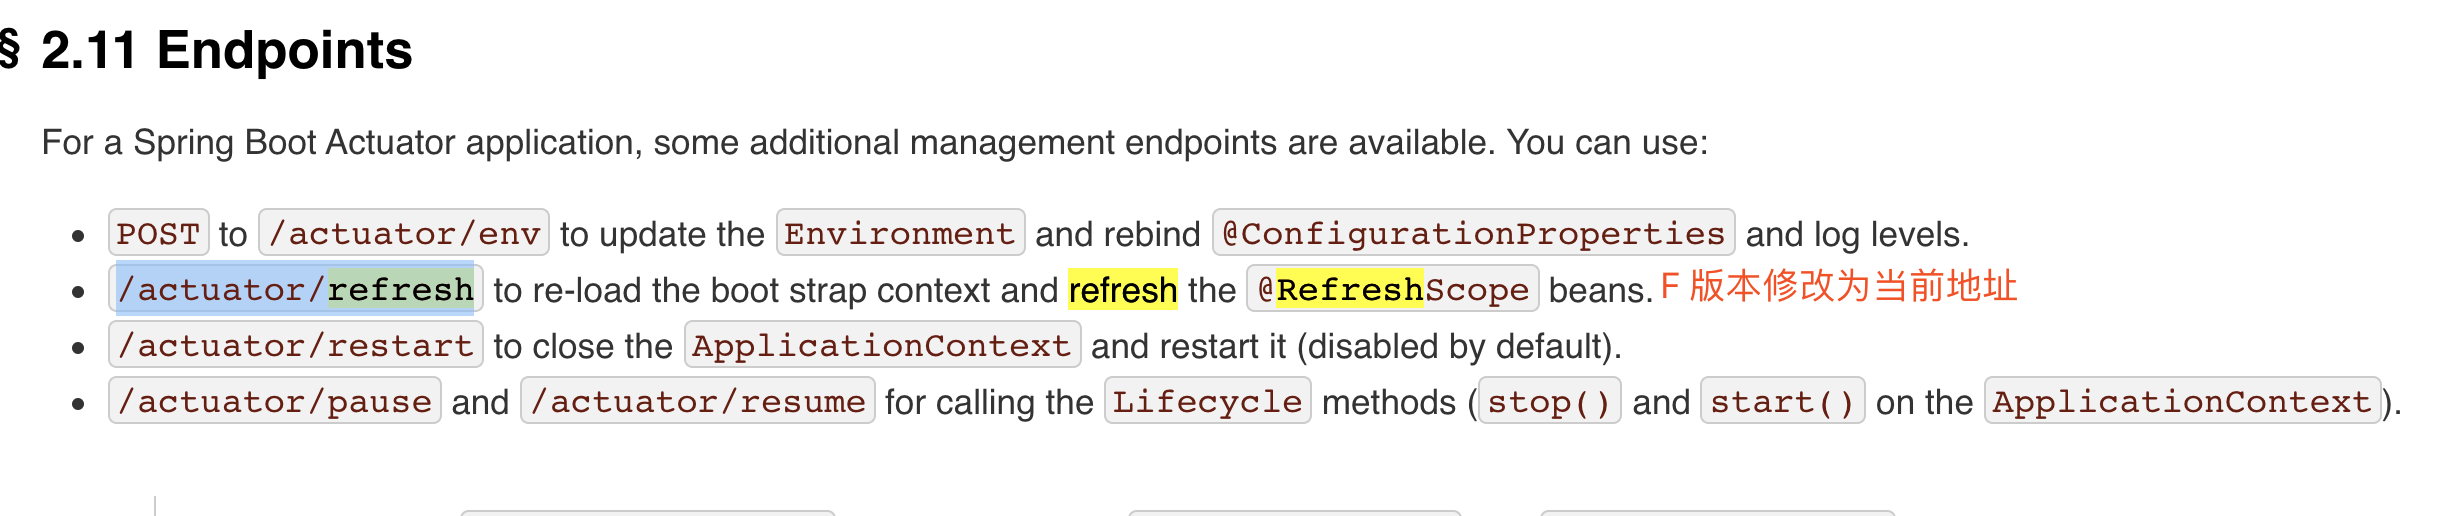 § 2.11 Endpoints
For a Spring Boot Actuator application, some additional management endpoints are available. You can use:
• POST to /actuator/env to update the Environment and rebind @ConfigurationProperties and log levels.
• /actuator/refresh to re-load the boot strap context and refresh the @RefreshScope beans. F 版本修改为当前地址
• /actuator/restart to close the ApplicationContext and restart it (disabled by default).
• /actuator/pause and /actuator/resume for calling the Lifecycle methods (stop() and start() on the ApplicationContext).